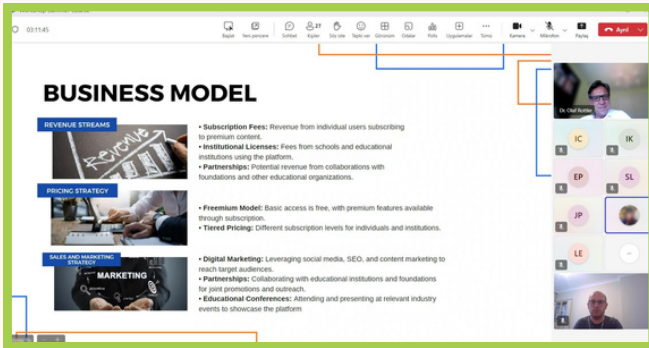 03:11:45
27
Başlat
Yeni pencere
Sohbet
Kişiler
Söz iste
Tepki ver
Görünüm
Odalar
Uygulamalar
Tümü
Kamera
Mikrofon
Paylaş
Ayrıl
BUSINESS MODEL
REVENUE STREAMS
Revenue
• Subscription Fees: Revenue from individual users subscribing
to premium content.
• Institutional Licenses: Fees from schools and educational
institutions using the platform.
• Partnerships: Potential revenue from collaborations with
foundations and other educational organizations.
PRICING STRATEGY
• Freemium Model: Basic access is free, with premium features available
through subscription.
• Tiered Pricing: Different subscription levels for individuals and institutions.
SALES AND MARKETING
STRATEGY
MARKETING
• Digital Marketing: Leveraging social media, SEO, and content marketing to
reach target audiences.
• Partnerships: Collaborating with educational institutions and foundations
for joint promotions and outreach.
• Educational Conferences: Attending and presenting at relevant industry
events to showcase the platform
IC
IK
EP
SL
JP
LE